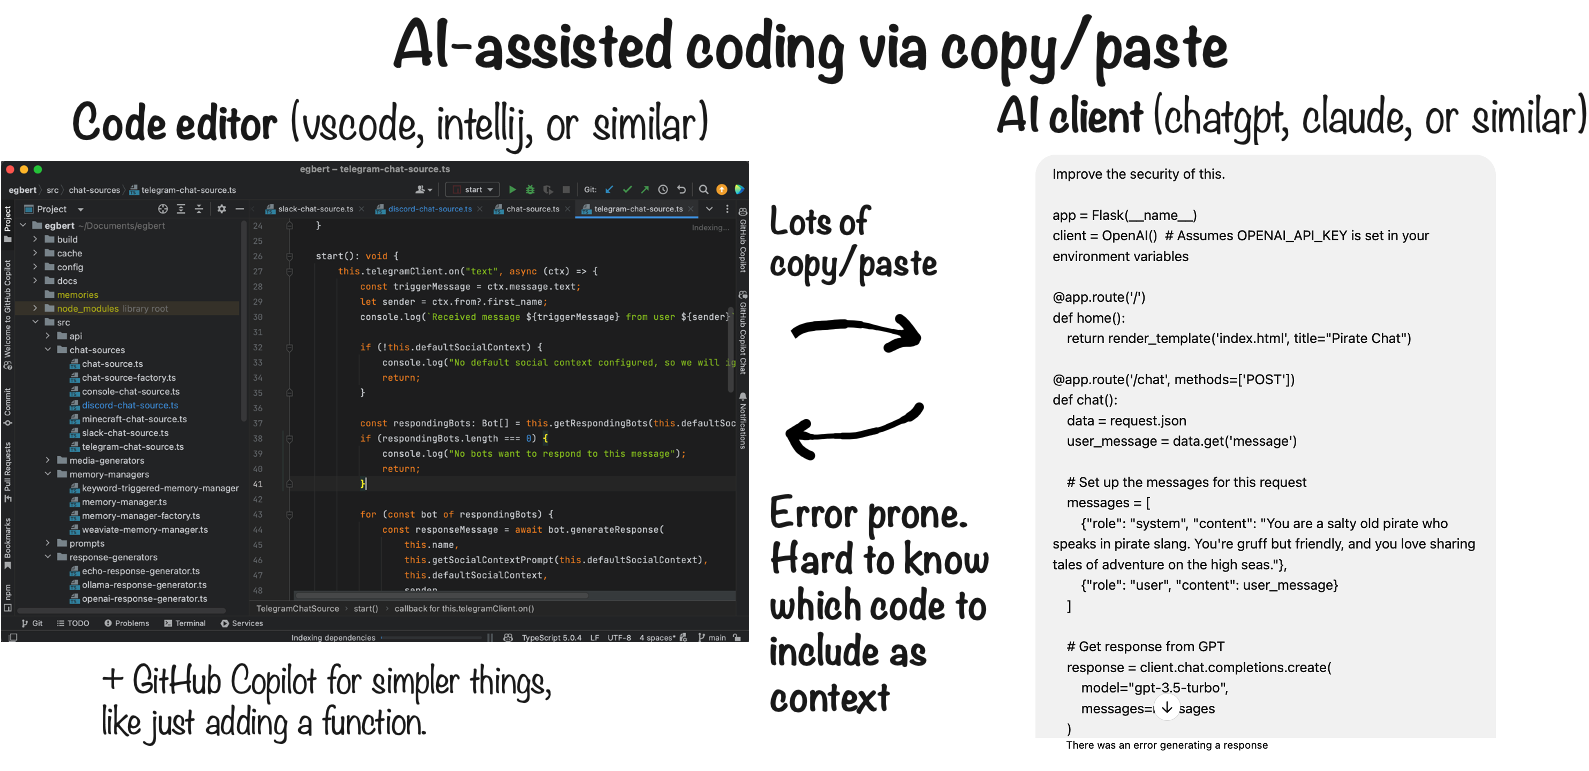 AI-assisted coding via copy/paste
Code editor (vscode, intellij, or similar)
AI client (chatgpt, claude, or similar)
egbert – telegram-chat-source.ts
egbert › src › chat-sources › telegram-chat-source.ts
start
Git:
Project
slack-chat-source.ts
discord-chat-source.ts
chat-source.ts
telegram-chat-source.ts
Project
Welcome to GitHub Copilot
Commit
Pull Requests
Bookmarks
npm
egbert ~/Documents/egbert
build
cache
config
docs
memories
node_modules library root
src
api
chat-sources
chat-source.ts
chat-source-factory.ts
console-chat-source.ts
discord-chat-source.ts
minecraft-chat-source.ts
slack-chat-source.ts
telegram-chat-source.ts
media-generators
memory-managers
keyword-triggered-memory-manager
memory-manager.ts
memory-manager-factory.ts
weaviate-memory-manager.ts
prompts
response-generators
echo-response-generator.ts
ollama-response-generator.ts
openai-response-generator.ts
Indexing...
24 }
25
26 start(): void {
27 this.telegramClient.on("text", async (ctx) => {
28 const triggerMessage = ctx.message.text;
29 let sender = ctx.from?.first_name;
30 console.log(`Received message ${triggerMessage} from user ${sender}
31
32 if (!this.defaultSocialContext) {
33 console.log("No default social context configured, so we will ig
34 return;
35 }
36
37 const respondingBots: Bot[] = this.getRespondingBots(this.defaultSoc
38 if (respondingBots.length === 0) {
39 console.log("No bots want to respond to this message");
40 return;
41 }
42
43 for (const bot of respondingBots) {
44 const responseMessage = await bot.generateResponse(
45 this.name,
46 this.getSocialContextPrompt(this.defaultSocialContext),
47 this.defaultSocialContext,
48 sender
GitHub Copilot
GitHub Copilot Chat
Notifications
TelegramChatSource › start() › callback for this.telegramClient.on()
Git
TODO
Problems
Terminal
Services
Indexing dependencies
TypeScript 5.0.4 LF UTF-8 4 spaces* main
+ GitHub Copilot for simpler things,
like just adding a function.
Lots of
copy/paste
Error prone.
Hard to know
which code to
include as
context
Improve the security of this.
app = Flask(__name__)
client = OpenAI() # Assumes OPENAI_API_KEY is set in your
environment variables
@app.route('/')
def home():
return render_template('index.html', title="Pirate Chat")
@app.route('/chat', methods=['POST'])
def chat():
data = request.json
user_message = data.get('message')
# Set up the messages for this request
messages = [
{"role": "system", "content": "You are a salty old pirate who
speaks in pirate slang. You're gruff but friendly, and you love sharing
tales of adventure on the high seas."},
{"role": "user", "content": user_message}
]
# Get response from GPT
response = client.chat.completions.create(
model="gpt-3.5-turbo",
messages=
)
There was an error generating a response